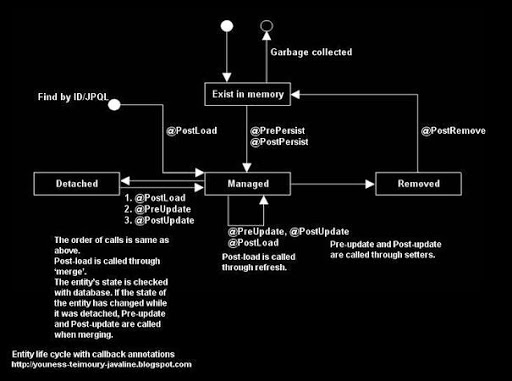 Garbage collected
Exist in memory
Find by ID/JPQL
@PostLoad
@PrePersist
@PostPersist
@PostRemove
Detached
Managed
Removed
1. @PostLoad
2. @PreUpdate
3. @PostUpdate
@PreUpdate, @PostUpdate
@PostLoad
Post-load is called
through refresh.
Pre-update and Post-update
are called through setters.
The order of calls is same as
above.
Post-load is called through
'merge'.
The entity's state is checked
with database. If the state of
the entity has changed while
it was detached, Pre-update
and Post-update are called
when merging.
Entity life cycle with callback annotations
http://youness-teimoury-javaline.blogspot.com